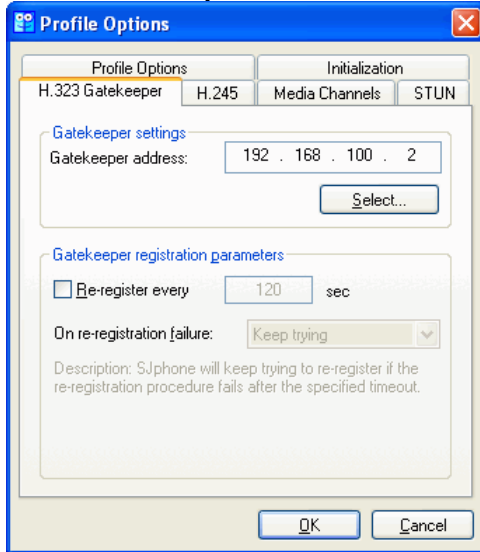 Profile Options
Profile Options Initialization
H.323 Gatekeeper H.245 Media Channels STUN
Gatekeeper settings
Gatekeeper address: 192 . 168 . 100 . 2
Select...
Gatekeeper registration parameters
Re-register every 120 sec
On re-registration failure: Keep trying
Description: SJphone will keep trying to re-register if the
re-registration procedure fails after the specified timeout.
OK Cancel